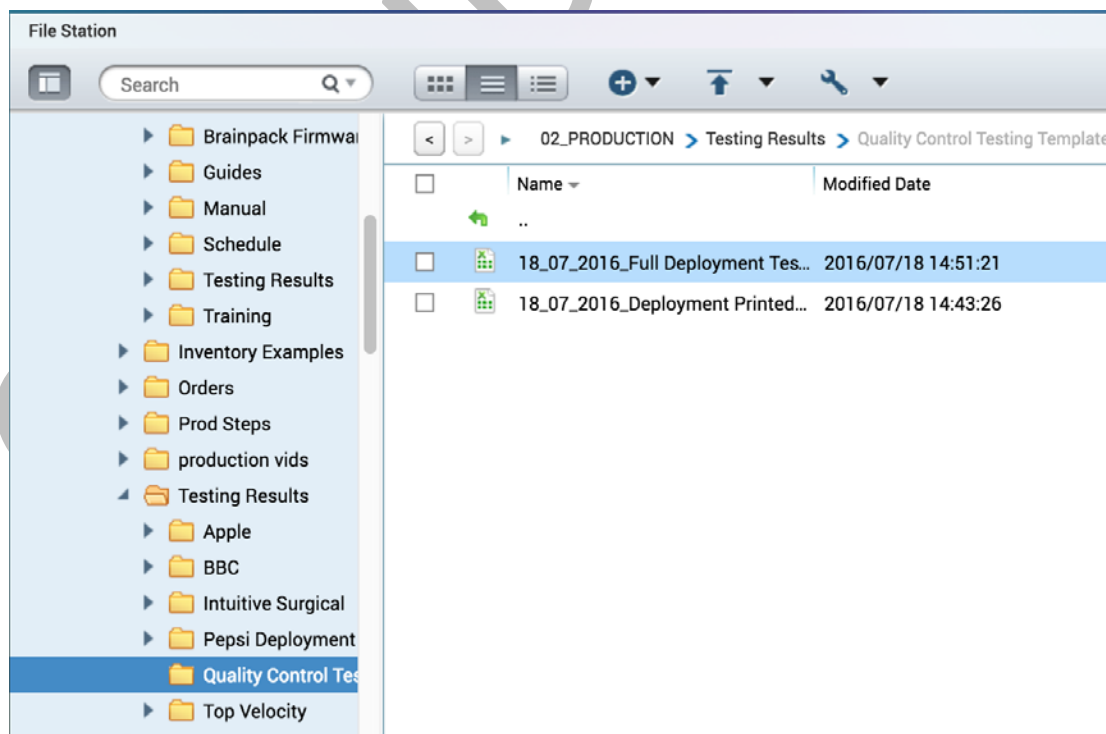 File Station
Search
Brainpack Firmwa
Guides
Manual
Schedule
Testing Results
Training
Inventory Examples
Orders
Prod Steps
production vids
Testing Results
Apple
BBC
Intuitive Surgical
Pepsi Deployment
Quality Control Tes
Top Velocity
02_PRODUCTION > Testing Results > Quality Control Testing Template
Name Modified Date
..
18_07_2016_Full Deployment Tes... 2016/07/18 14:51:21
18_07_2016_Deployment Printed... 2016/07/18 14:43:26